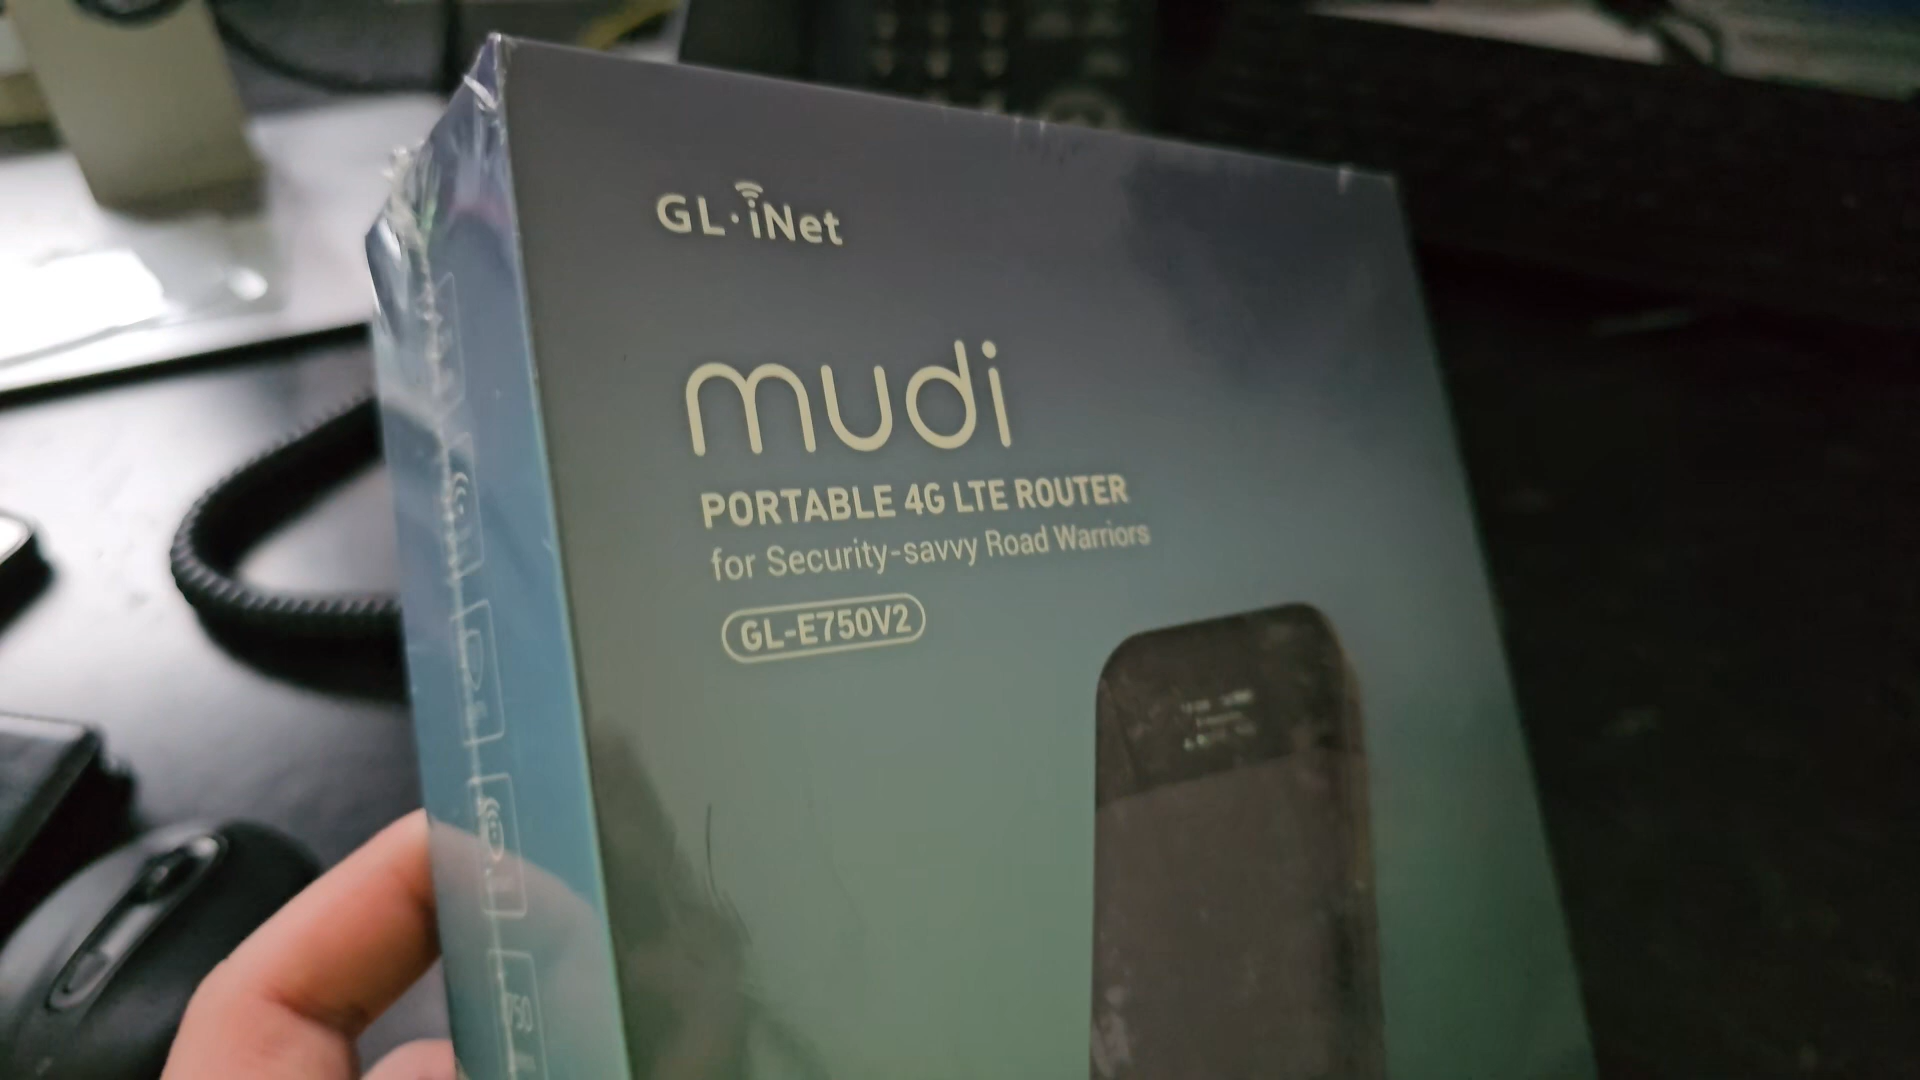 GL·iNet
mudi
PORTABLE 4G LTE ROUTER
for Security-savvy Road Warriors
GL-E750V2